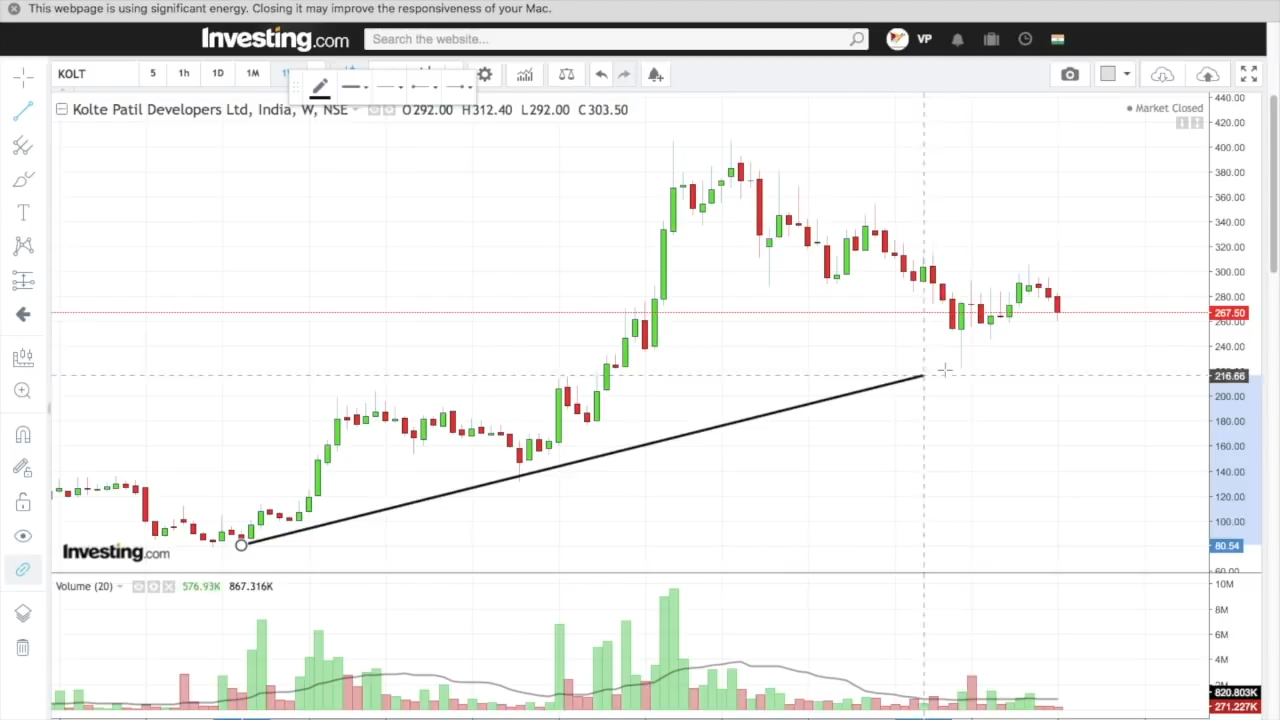 This webpage is using significant energy. Closing it may improve the responsiveness of your Mac.
Investing.com
Search the website...
VP
KOLT
5
1h
1D
1M
Kolte Patil Developers Ltd, India, W, NSE
O292.00 H312.40 L292.00 C303.50
Market Closed
440.00
420.00
400.00
380.00
360.00
340.00
320.00
300.00
280.00
267.50
260.00
240.00
216.66
200.00
180.00
160.00
140.00
120.00
100.00
80.54
60.00
Investing.com
Volume (20)
576.93K
867.316K
10M
8M
6M
4M
820.803K
271.227K